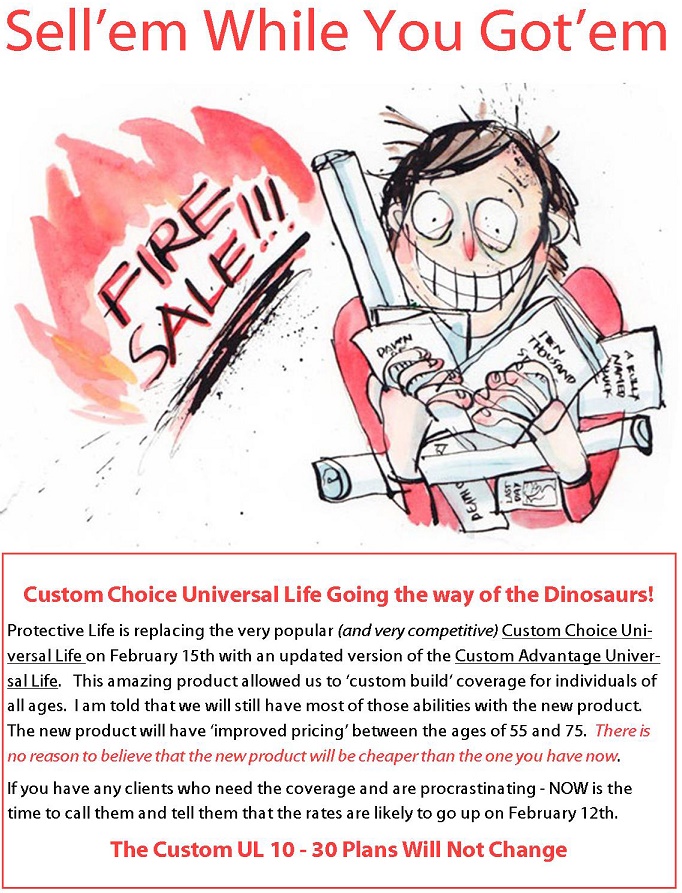 Sell’em While You Got’em
FIRE
SALE!!!
DAWN
TEN
THOUSAND
A BULLY
NAMED
CHUCK
LAST
DAY
Custom Choice Universal Life Going the way of the Dinosaurs!
Protective Life is replacing the very popular (and very competitive) Custom Choice Uni-
versal Life on February 15th with an updated version of the Custom Advantage Univer-
sal Life. This amazing product allowed us to ‘custom build’ coverage for individuals of
all ages. I am told that we will still have most of those abilities with the new product.
The new product will have ‘improved pricing’ between the ages of 55 and 75. There is
no reason to believe that the new product will be cheaper than the one you have now.
If you have any clients who need the coverage and are procrastinating - NOW is the
time to call them and tell them that the rates are likely to go up on February 12th.
The Custom UL 10 - 30 Plans Will Not Change